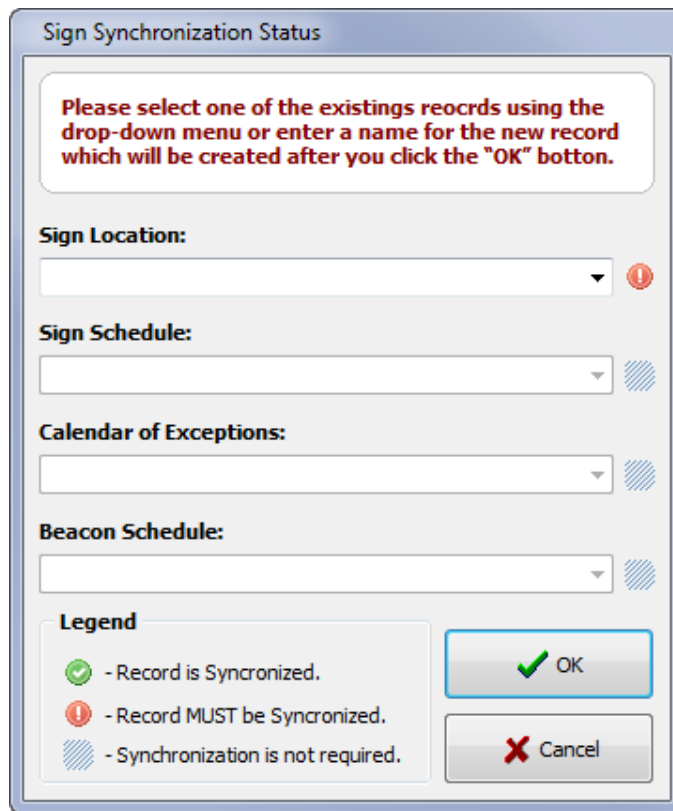 Sign Synchronization Status
Please select one of the existings reocrds using the
drop-down menu or enter a name for the new record
which will be created after you click the “OK” botton.
Sign Location:
Sign Schedule:
Calendar of Exceptions:
Beacon Schedule:
Legend
- Record is Syncronized.
- Record MUST be Syncronized.
- Synchronization is not required.
OK
Cancel